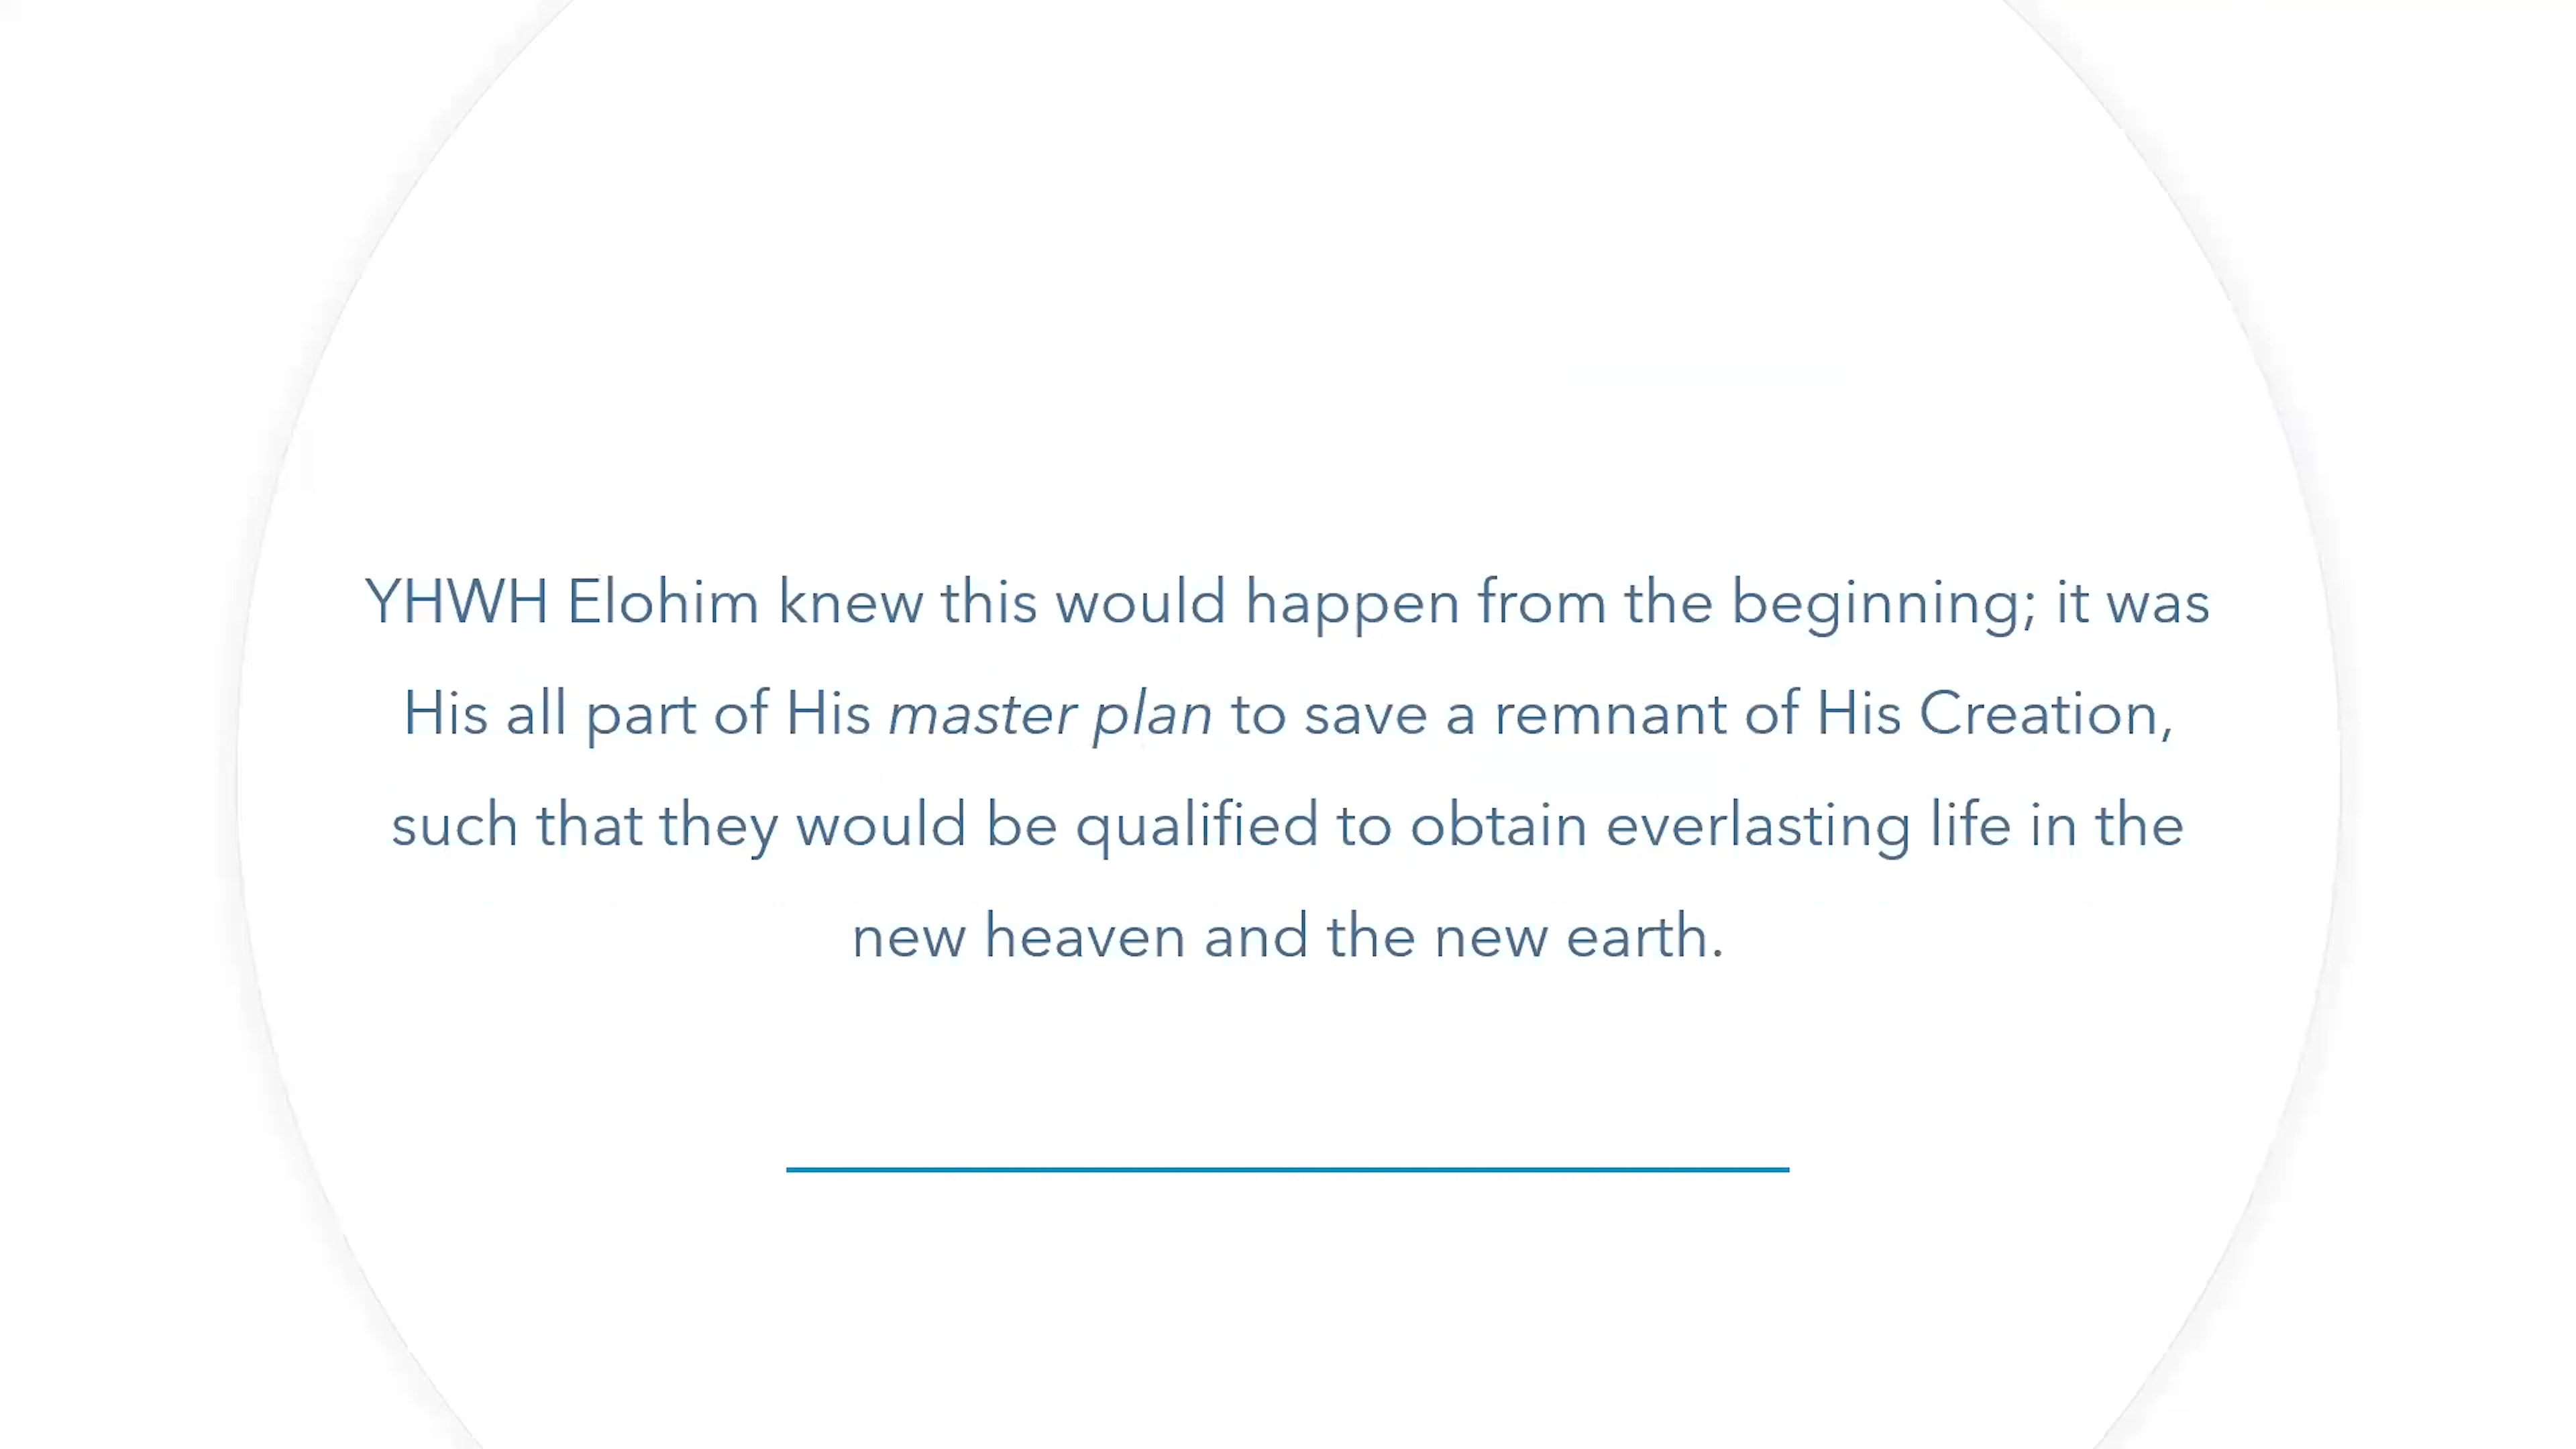 YHWH Elohim knew this would happen from the beginning; it was
His all part of His master plan to save a remnant of His Creation,
such that they would be qualified to obtain everlasting life in the
new heaven and the new earth.